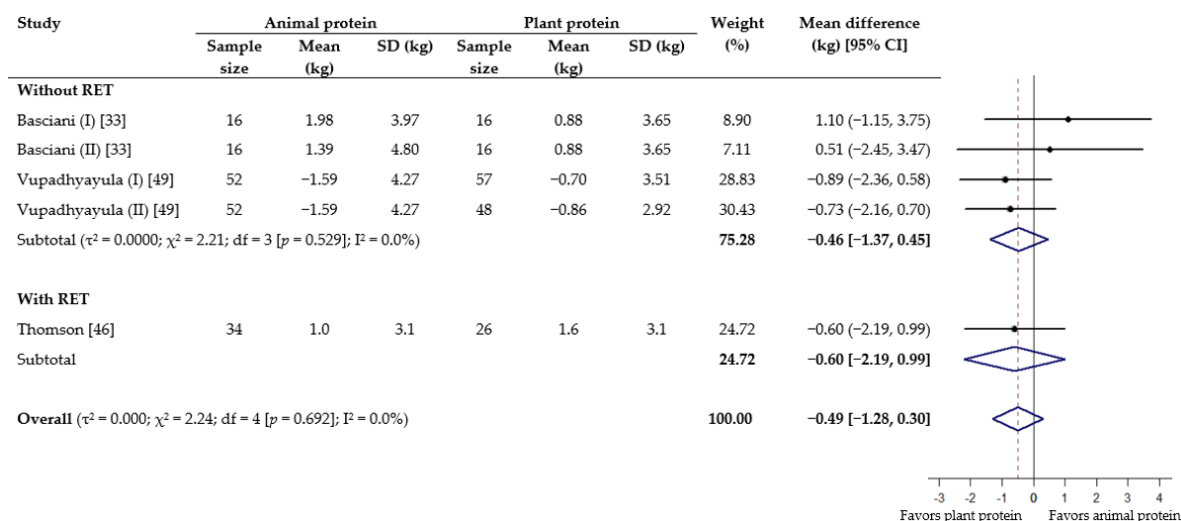 Study Animal protein Plant protein Weight Mean difference
Sample Mean SD (kg) Sample Mean SD (kg) (%) (kg) [95% CI]
size (kg) size (kg)
Without RET
Basciani (I) [33] 16 1.98 3.97 16 0.88 3.65 8.90 1.10 (−1.15, 3.75)
Basciani (II) [33] 16 1.39 4.80 16 0.88 3.65 7.11 0.51 (−2.45, 3.47)
Vupadhyayula (I) [49] 52 −1.59 4.27 57 −0.70 3.51 28.83 −0.89 (−2.36, 0.58)
Vupadhyayula (II) [49] 52 −1.59 4.27 48 −0.86 2.92 30.43 −0.73 (−2.16, 0.70)
Subtotal (τ² = 0.0000; χ² = 2.21; df = 3 [p = 0.529]; I² = 0.0%) 75.28 −0.46 [−1.37, 0.45]
With RET
Thomson [46] 34 1.0 3.1 26 1.6 3.1 24.72 −0.60 (−2.19, 0.99)
Subtotal 24.72 −0.60 [−2.19, 0.99]
Overall (τ² = 0.000; χ² = 2.24; df = 4 [p = 0.692]; I² = 0.0%) 100.00 −0.49 [−1.28, 0.30]
-3 -2 -1 0 1 2 3 4
Favors plant protein Favors animal protein